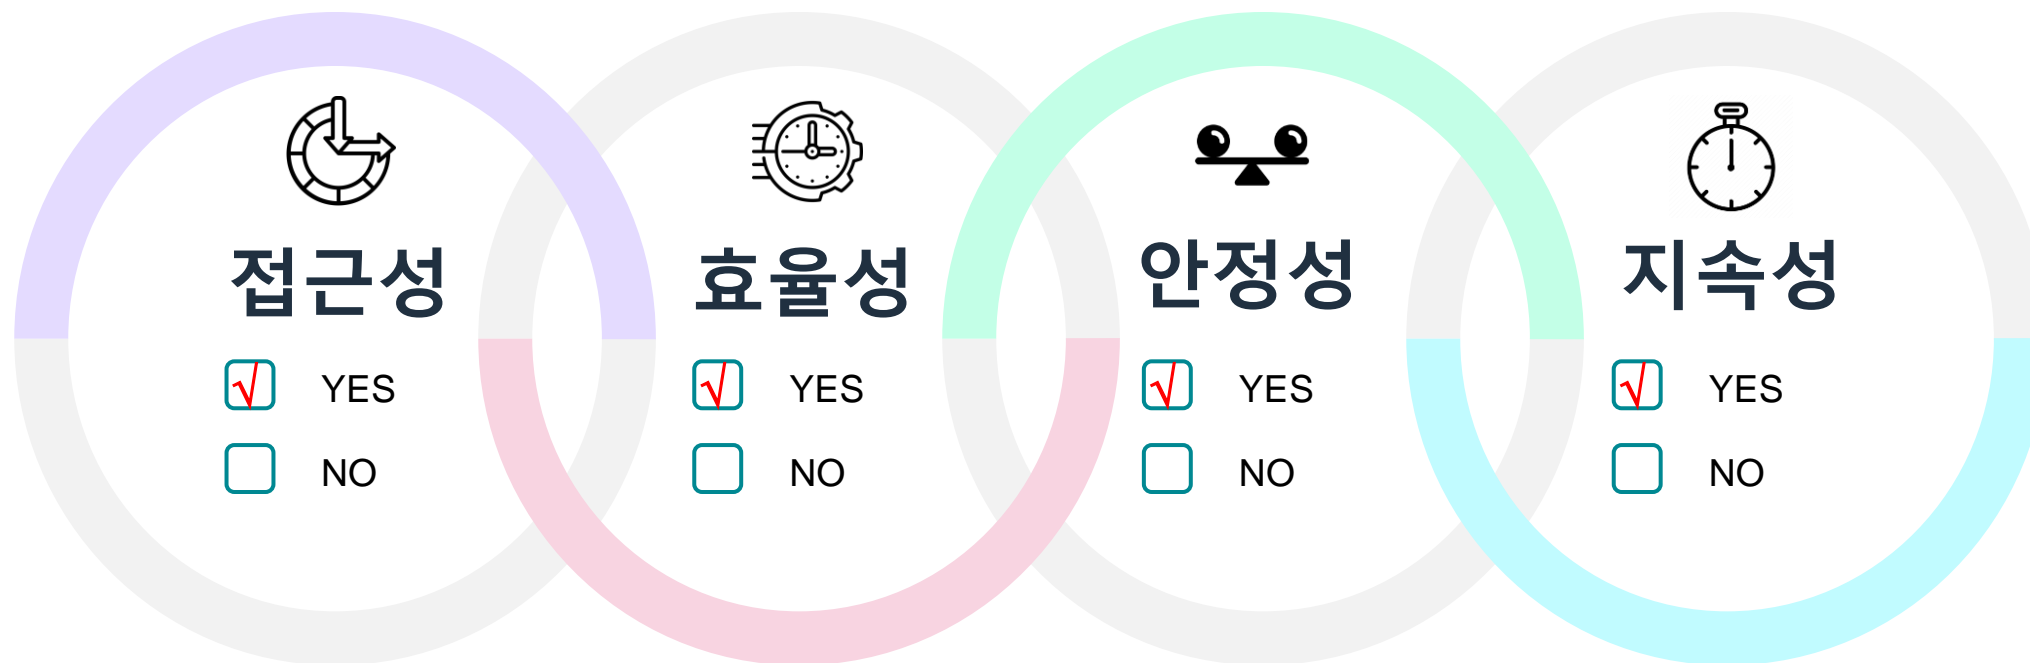 접근성
효율성
안정성
지속성
√ YES
√ YES
√ YES
√ YES
NO
NO
NO
NO